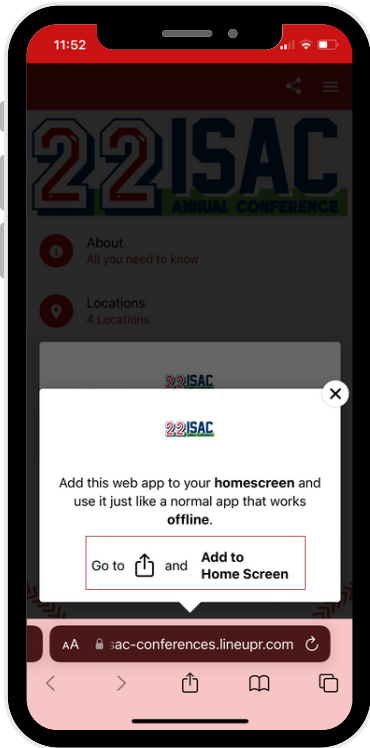 11:52
22 ISAC
ANNUAL CONFERENCE
About
All you need to know
Locations
4 Locations
22ISAC
22ISAC
Add this web app to your homescreen and
use it just like a normal app that works
offline.
Go to and Add to
Home Screen
AA sac-conferences.lineupr.com